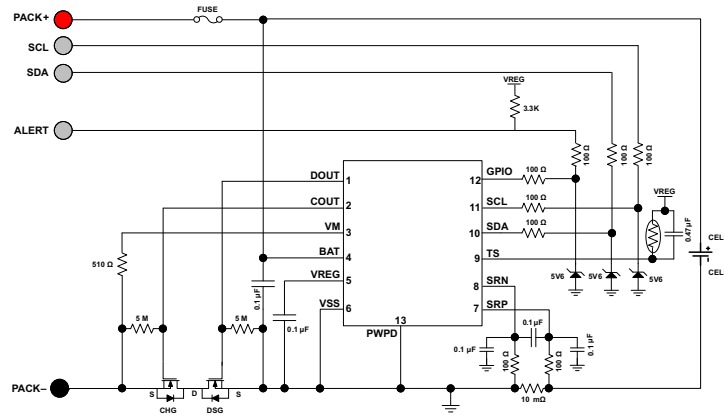 FUSE
PACK+
SCL
SDA
VREG
3.3K
ALERT
100 Ω
100 Ω
100 Ω
DOUT
1
12
GPIO
100 Ω
COUT
2
11
SCL
100 Ω
VREG
VM
3
10
SDA
100 Ω
0.47 µF
CEL
BAT
4
9
TS
510 Ω
CEL
VREG
5
8
SRN
5V6
5V6
5V6
0.1 µF
VSS
6
7
SRP
13
PWPD
5 M
5 M
0.1 µF
0.1 µF
0.1 µF
0.1 µF
100 Ω
100 Ω
PACK–
S
D
S
CHG
DSG
10 mΩ